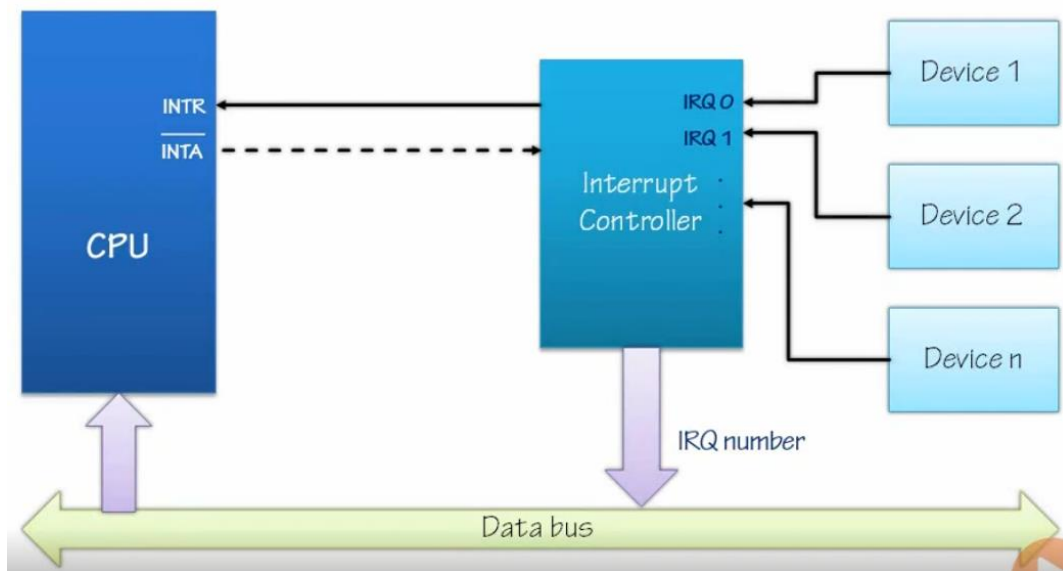 INTR
INTA
CPU
IRQ 0
IRQ 1
Interrupt
Controller
Device 1
Device 2
Device n
IRQ number
Data bus